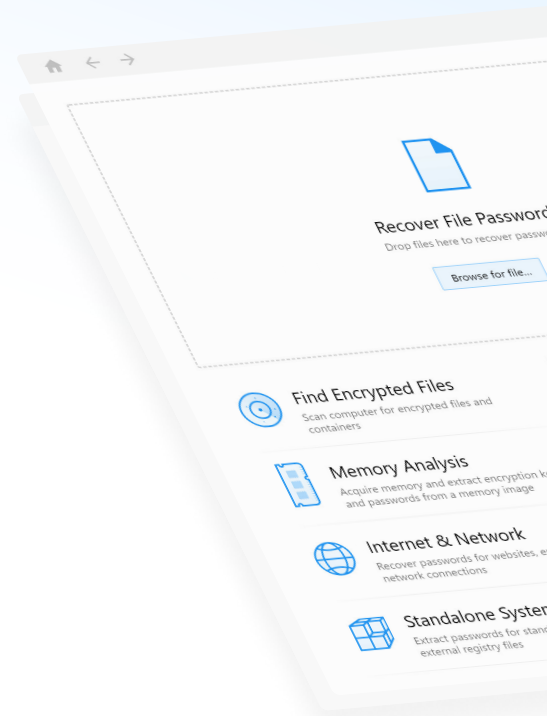 Recover File Password
Drop files here to recover
Browse for file...
Find Encrypted Files
Scan computer for encrypted files and
containers
Memory Analysis
Acquire memory and extract encryption
and passwords from a memory image
Internet & Network
Recover passwords for websites,
network connections
Standalone System
Extract passwords for
external registry files